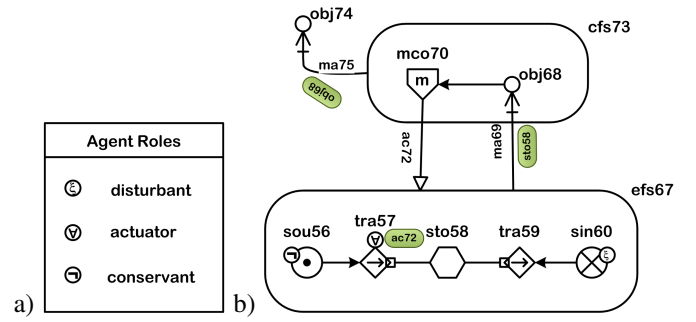 obj74
cfs73
mco70
ma75
obj68
obj68
m
ac72
ma69
sto58
Agent Roles
ξ disturbant
∀ actuator
conservant
a)
b)
efs67
sou56
tra57
ac72
sto58
tra59
sin60
∀
ξ